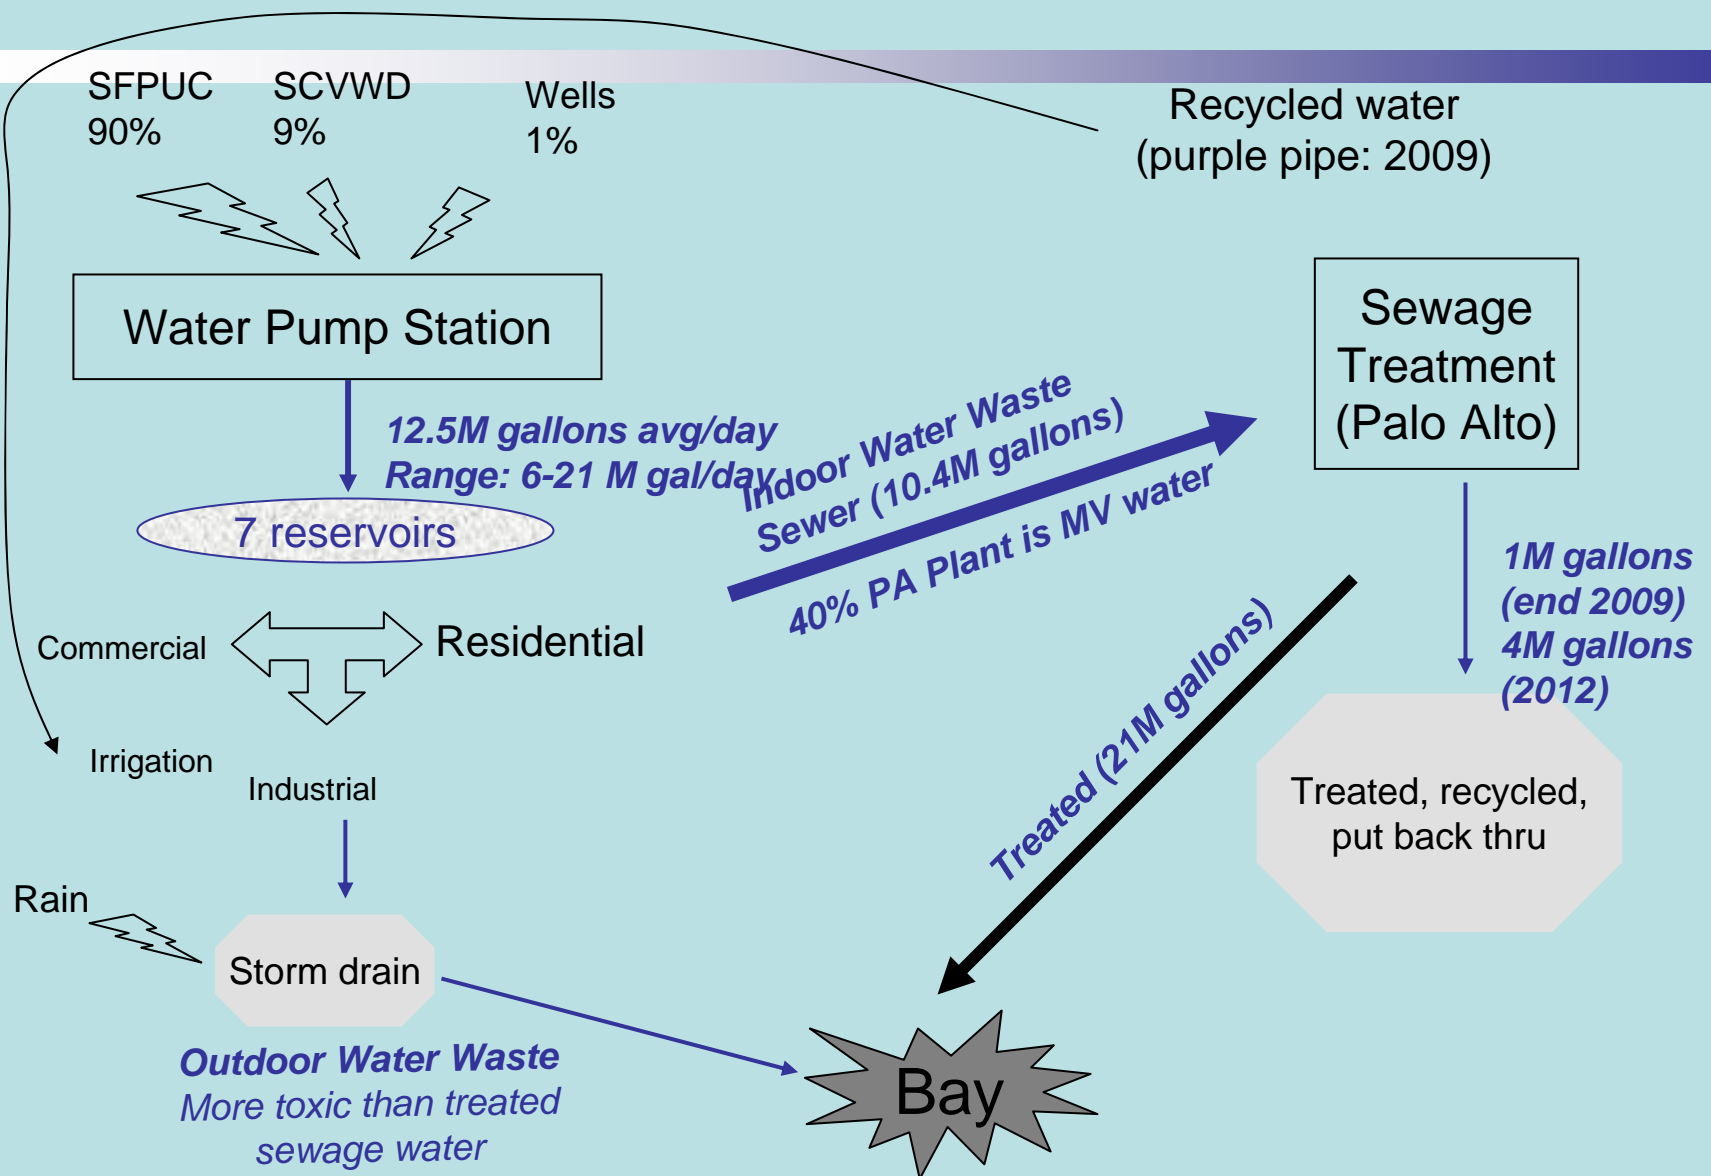 SFPUC
90%
SCVWD
9%
Wells
1%
Recycled water
(purple pipe: 2009)
Water Pump Station
Sewage
Treatment
(Palo Alto)
12.5M gallons avg/day
Range: 6-21 M gal/day
Indoor Water Waste
Sewer (10.4M gallons)
40% PA Plant is MV water
7 reservoirs
1M gallons
(end 2009)
4M gallons
(2012)
Commercial
Residential
Treated (21M gallons)
Irrigation
Industrial
Treated, recycled,
put back thru
Rain
Storm drain
Outdoor Water Waste
More toxic than treated
sewage water
Bay